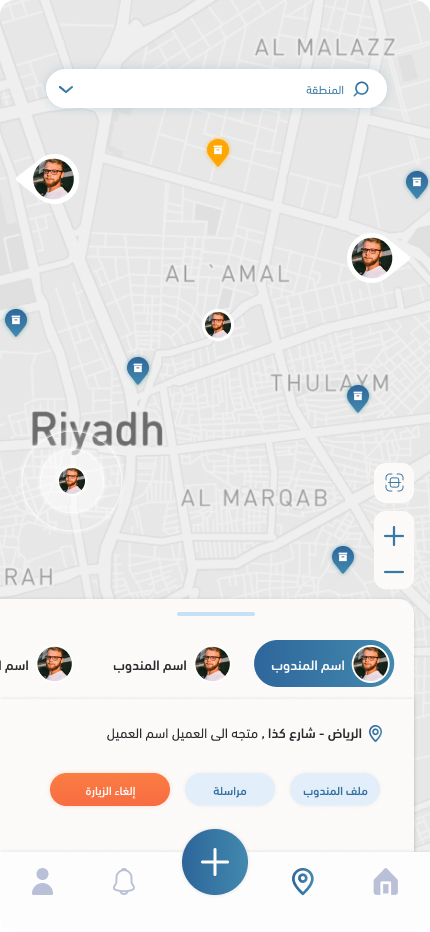 AL MALAZZ
المنطقة
AL `AMAL
THULAYM
Riyadh
AL MARQAB
RAH
اسم المندوب
اسم المندوب
اسم ا
الرياض - شارع كذا , متجه الى العميل اسم العميل
ملف المندوب
مراسلة
إلغاء الزيارة